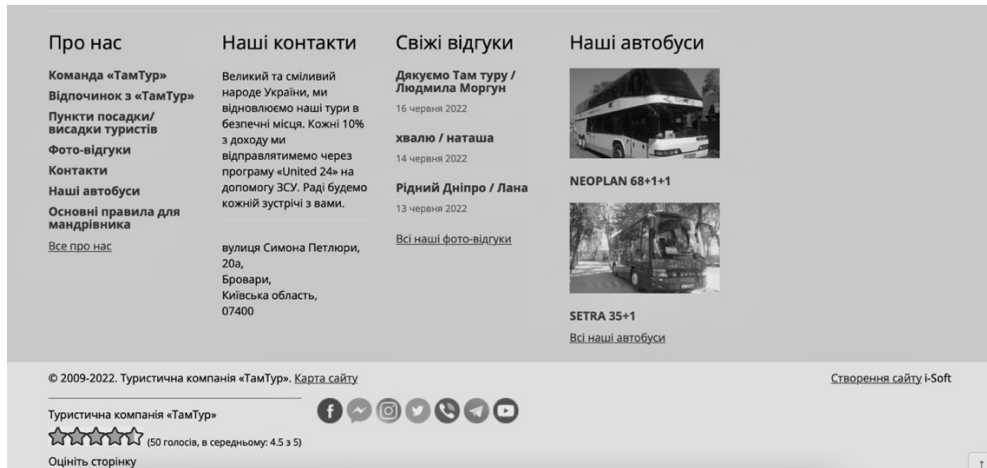 Про нас
Команда «ТамТур»
Відпочинок з «ТамТур»
Пункти посадки/
висадки туристів
Фото-відгуки
Контакти
Наші автобуси
Основні правила для
мандрівника
Все про нас
Наші контакти
Великий та сміливий
народе України, ми
відновлюємо наші тури в
безпечні місця. Кожні 10%
з доходу ми
відправлятимемо через
програму «United 24» на
допомогу ЗСУ. Раді будемо
кожній зустрічі з вами.
вулиця Симона Петлюри,
20а,
Бровари,
Київська область,
07400
Свіжі відгуки
Дякуємо Там туру /
Людмила Моргун
16 червня 2022
хвалю / наташа
14 червня 2022
Рідний Дніпро / Лана
13 червня 2022
Всі наші фото-відгуки
Наші автобуси
NEOPLAN 68+1+1
SETRA 35+1
Всі наші автобуси
© 2009-2022. Туристична компанія «ТамТур». Карта сайту
Створення сайту i-Soft
Туристична компанія «ТамТур»
(50 голосів, в середньому: 4.5 з 5)
Оцініть сторінку